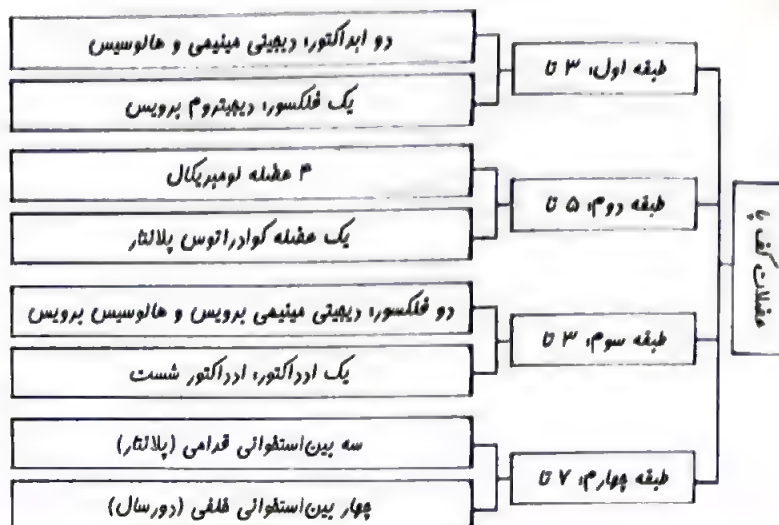 عضلات کف پا
طبقه اول: ۳ تا
دو ابداکتور: دیجیتی مینیمی و هالوسیس
یک فلکسور: دیجیتروم برویس
طبقه دوم: ۵ تا
۴ عضله لومبریکال
یک عضله کوادراتوس پلانتار
طبقه سوم: ۳ تا
دو فلکسور: دیجیتی مینیمی برویس و هالوسیس برویس
یک ادداکتور: ادداکتور شست
طبقه چهارم: ۷ تا
سه بین‌استخوانی قدامی (پلانتار)
چهار بین‌استخوانی خلفی (دورسال)